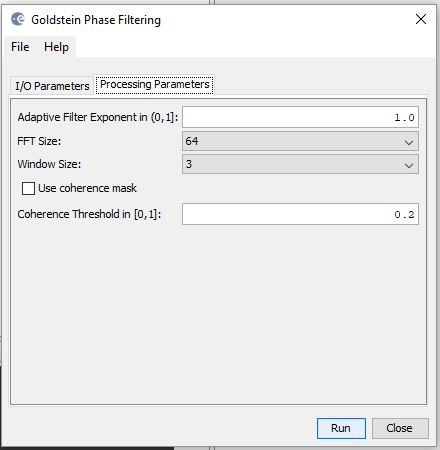 Goldstein Phase Filtering
File Help
I/O Parameters Processing Parameters
Adaptive Filter Exponent in (0,1]: 1.0
FFT Size: 64
Window Size: 3
Use coherence mask
Coherence Threshold in [0,1]: 0.2
Run Close